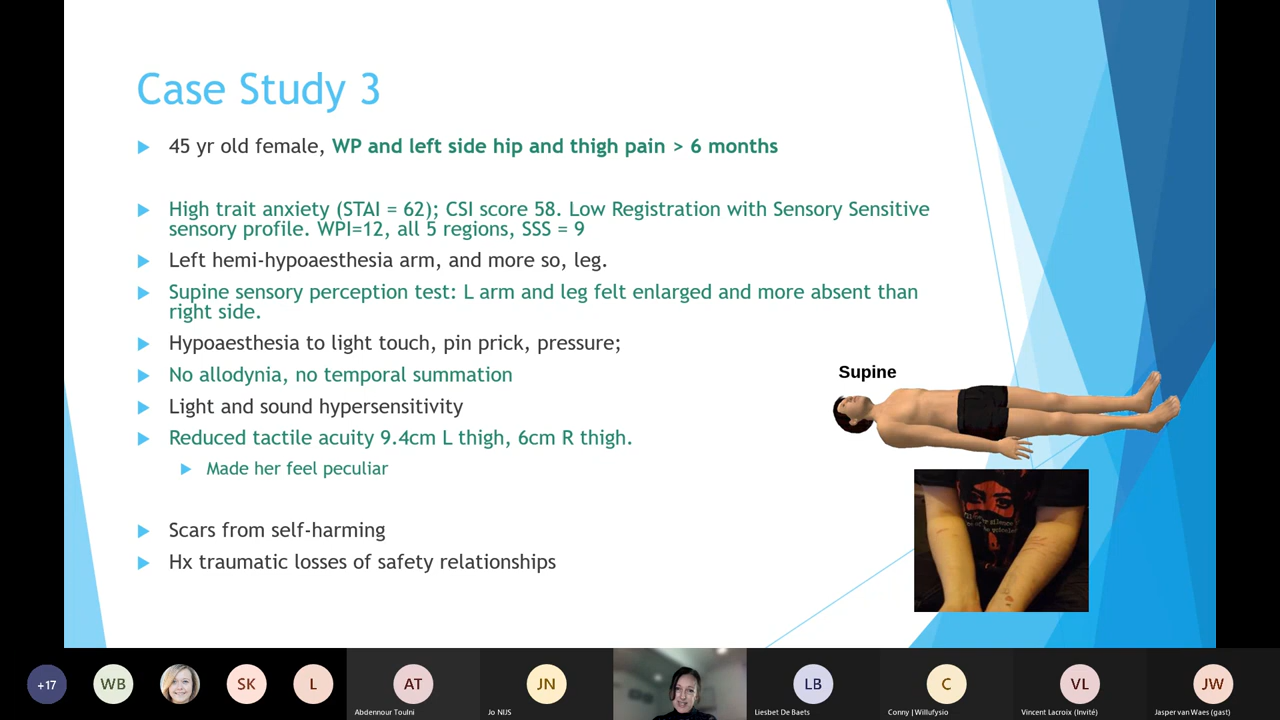 Case Study 3
45 yr old female, WP and left side hip and thigh pain > 6 months
High trait anxiety (STAI = 62); CSI score 58. Low Registration with Sensory Sensitive
sensory profile. WPI=12, all 5 regions, SSS = 9
Left hemi-hypoaesthesia arm, and more so, leg.
Supine sensory perception test: L arm and leg felt enlarged and more absent than
right side.
Hypoaesthesia to light touch, pin prick, pressure;
No allodynia, no temporal summation
Light and sound hypersensitivity
Reduced tactile acuity 9.4cm L thigh, 6cm R thigh.
Made her feel peculiar
Scars from self-harming
Hx traumatic losses of safety relationships
Supine
+17
WB
SK
L
AT
JN
LB
C
VL
JW
Abdennour Toulni
Jo NIJS
Liesbet De Baets
Conny | Willufysio
Vincent Lacroix (Invité)
Jasper van Waes (gast)